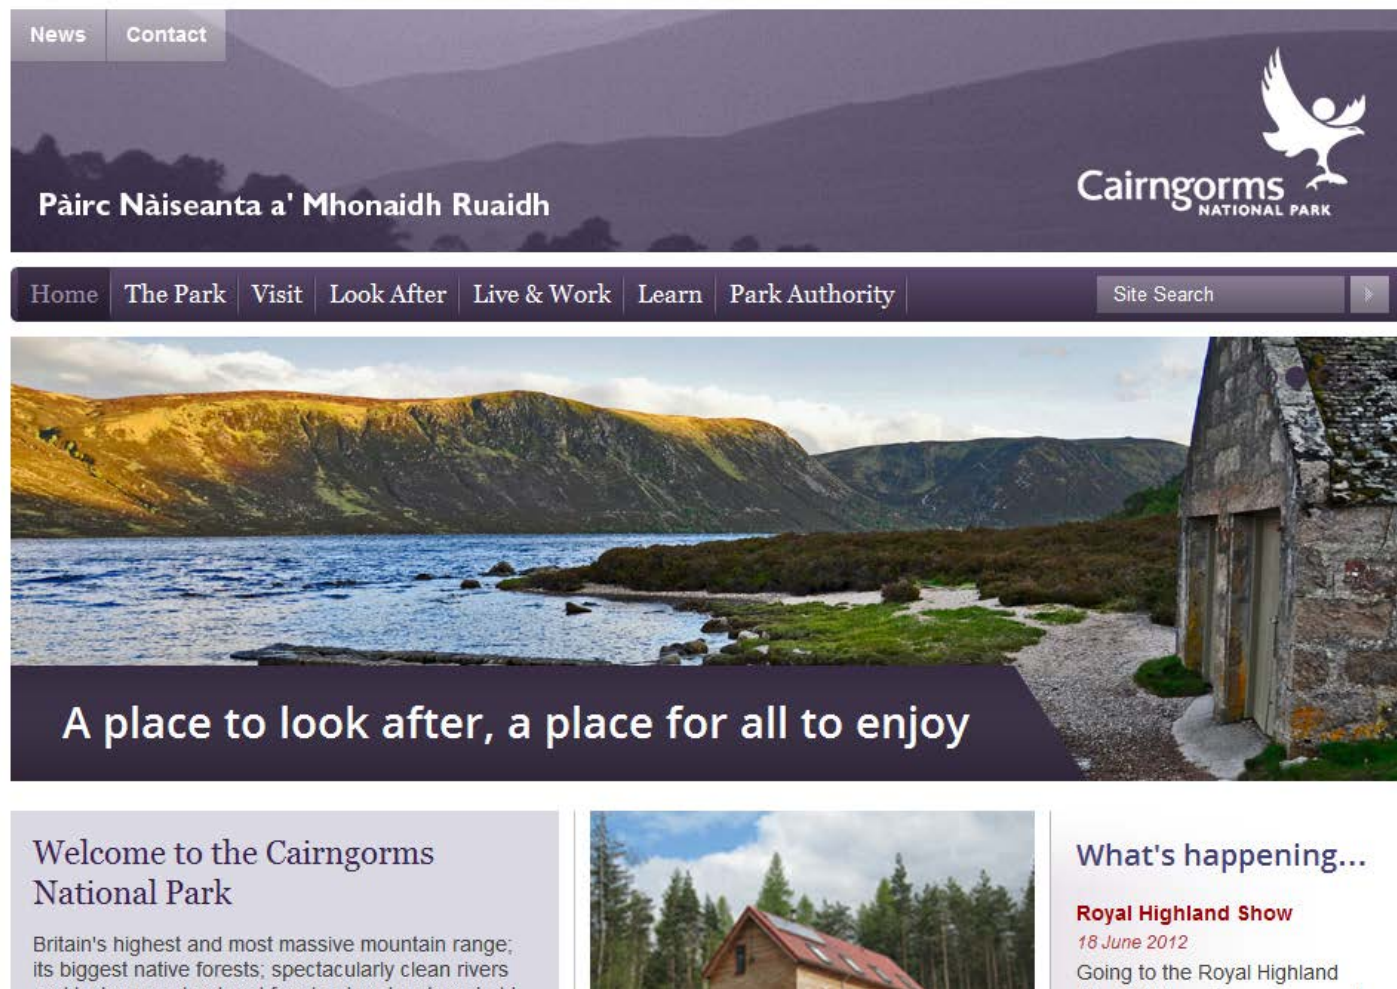 News Contact
Pàirc Nàiseanta a' Mhonaidh Ruaidh
Cairngorms
NATIONAL PARK
Home The Park Visit Look After Live & Work Learn Park Authority Site Search
A place to look after, a place for all to enjoy
Welcome to the Cairngorms
National Park
Britain's highest and most massive mountain range;
its biggest native forests; spectacularly clean rivers
What's happening...
Royal Highland Show
18 June 2012
Going to the Royal Highland